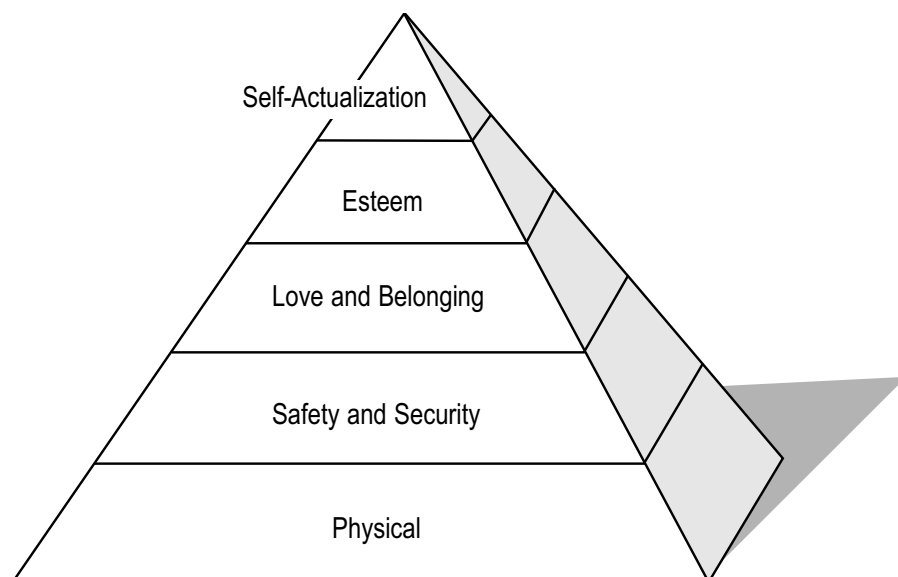 Self-Actualization
Esteem
Love and Belonging
Safety and Security
Physical